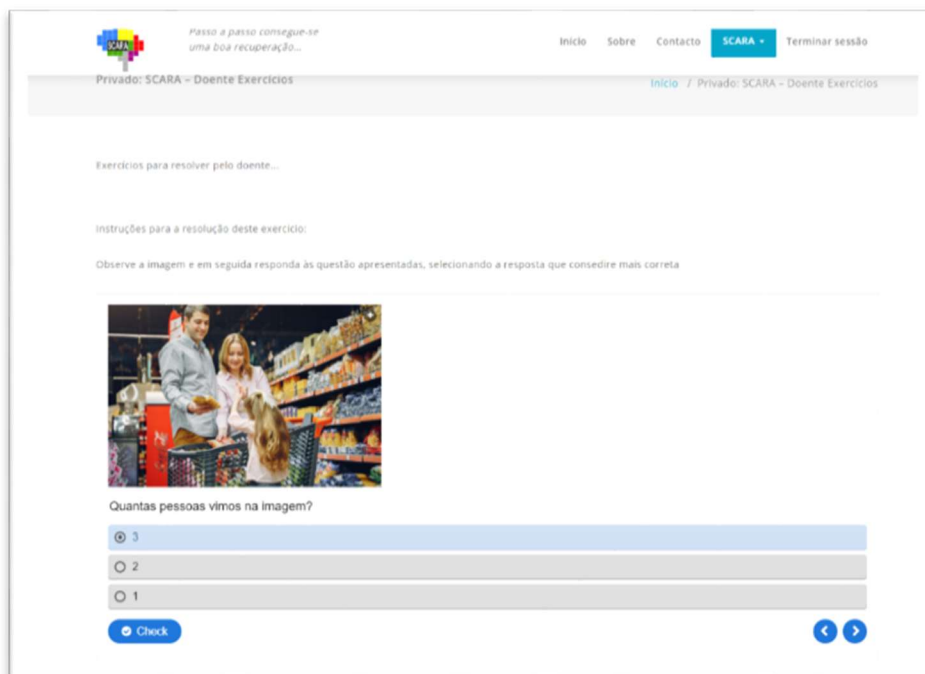 SCARA
Passo a passo consegue-se
uma boa recuperação...
Início Sobre Contacto SCARA Terminar sessão
Privado: SCARA – Doente Exercícios
Início / Privado: SCARA – Doente Exercícios
Exercícios para resolver pelo doente...
Instruções para a resolução deste exercício:
Observe a imagem e em seguida responda às questão apresentadas, selecionando a resposta que consedire mais correta
Quantas pessoas vimos na imagem?
3
2
1
Check